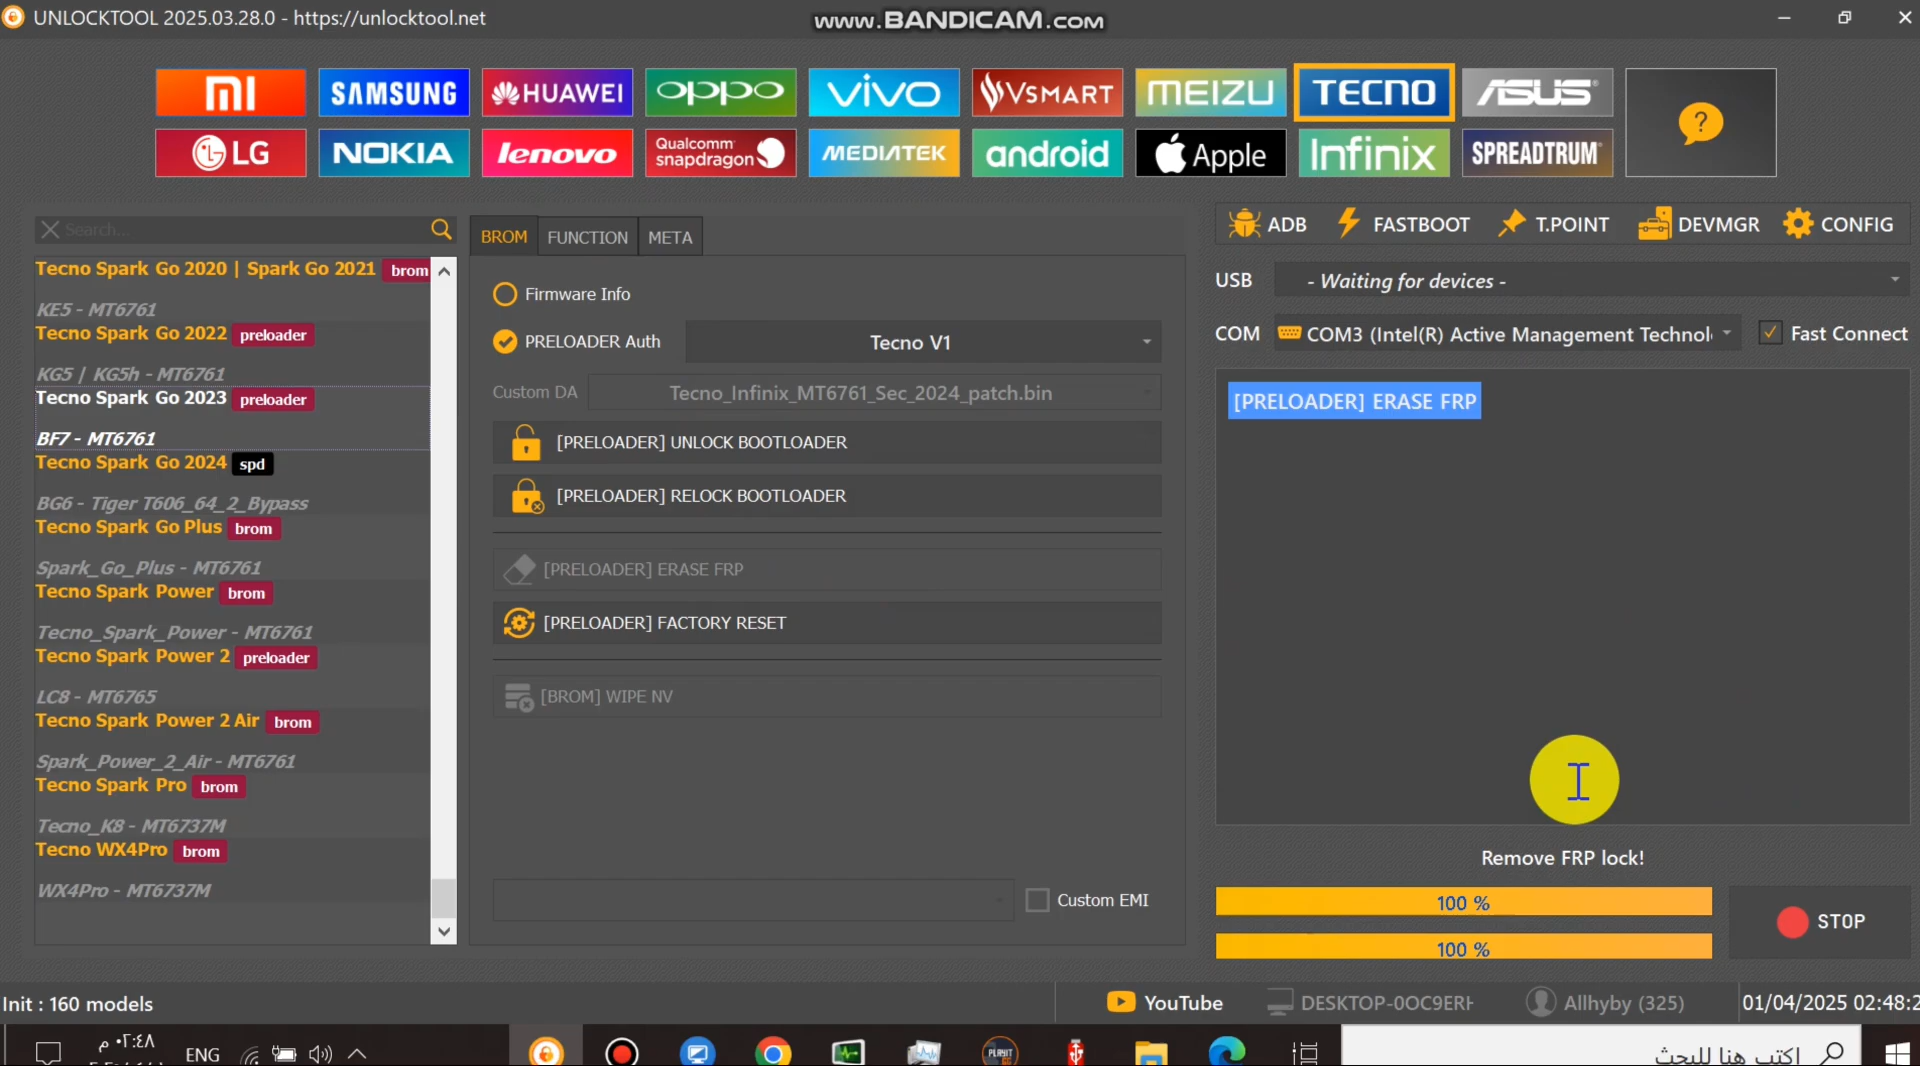 UNLOCKTOOL 2025.03.28.0 - https://unlocktool.net
www.BANDICAM.com
mi SAMSUNG HUAWEI oppo vivo VSMART MEIZU TECNO ASUS ?
LG NOKIA lenovo Qualcomm snapdragon MEDIATEK android Apple Infinix SPREADTRUM
Search...
Tecno Spark Go 2020 | Spark Go 2021 brom
KE5 - MT6761
Tecno Spark Go 2022 preloader
KG5 | KG5h - MT6761
Tecno Spark Go 2023 preloader
BF7 - MT6761
Tecno Spark Go 2024 spd
BG6 - Tiger T606_64_2_Bypass
Tecno Spark Go Plus brom
Spark_Go_Plus - MT6761
Tecno Spark Power brom
Tecno_Spark_Power - MT6761
Tecno Spark Power 2 preloader
LC8 - MT6765
Tecno Spark Power 2 Air brom
Spark_Power_2_Air - MT6761
Tecno Spark Pro brom
Tecno_K8 - MT6737M
Tecno WX4Pro brom
WX4Pro - MT6737M
BROM FUNCTION META
Firmware Info
PRELOADER Auth Tecno V1
Custom DA Tecno_Infinix_MT6761_Sec_2024_patch.bin
[PRELOADER] UNLOCK BOOTLOADER
[PRELOADER] RELOCK BOOTLOADER
[PRELOADER] ERASE FRP
[PRELOADER] FACTORY RESET
[BROM] WIPE NV
Custom EMI
ADB FASTBOOT T.POINT DEVMGR CONFIG
USB - Waiting for devices -
COM COM3 (Intel(R) Active Management Technol Fast Connect
[PRELOADER] ERASE FRP
Remove FRP lock!
100 %
100 %
STOP
Init : 160 models
YouTube DESKTOP-0OC9ERH Allhyby (325) 01/04/2025 02:48:2
٠٢:٤٨ م
ENG
PLAYIT
اكتب هنا للبحث